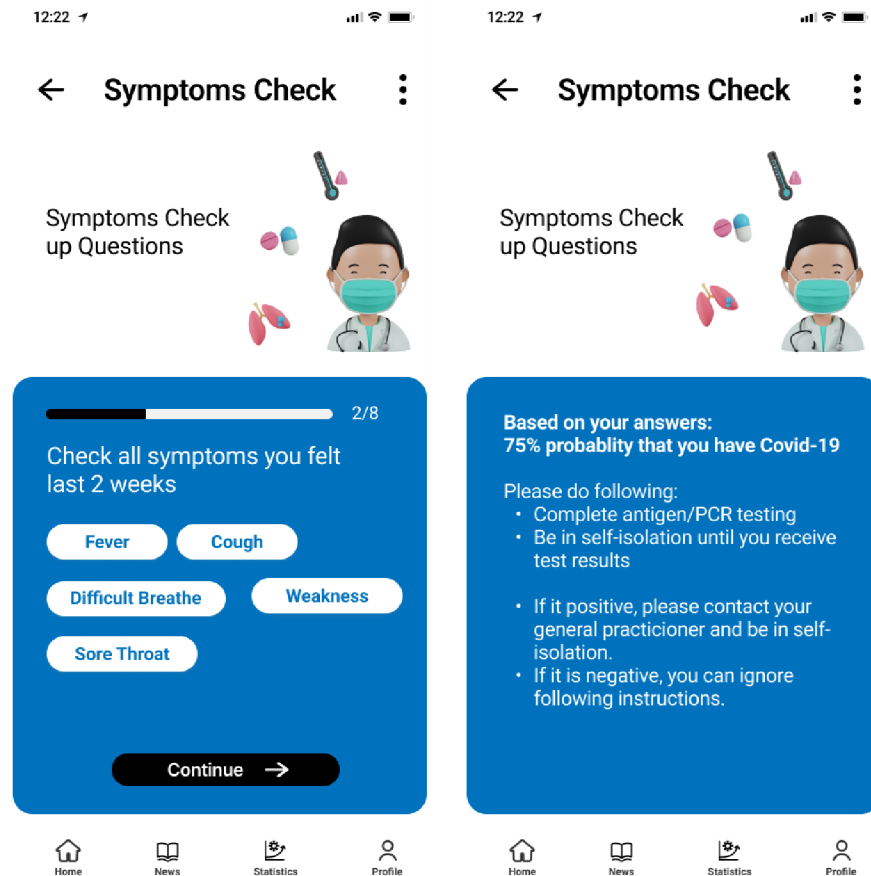 12:22
Symptoms Check
Symptoms Check
up Questions
2/8
Check all symptoms you felt
last 2 weeks
Fever
Cough
Difficult Breathe
Weakness
Sore Throat
Continue
Home
News
Statistics
Profile
12:22
Symptoms Check
Symptoms Check
up Questions
Based on your answers:
75% probablity that you have Covid-19
Please do following:
• Complete antigen/PCR testing
• Be in self-isolation until you receive
test results
• If it positive, please contact your
general practicioner and be in self-
isolation.
• If it is negative, you can ignore
following instructions.
Home
News
Statistics
Profile